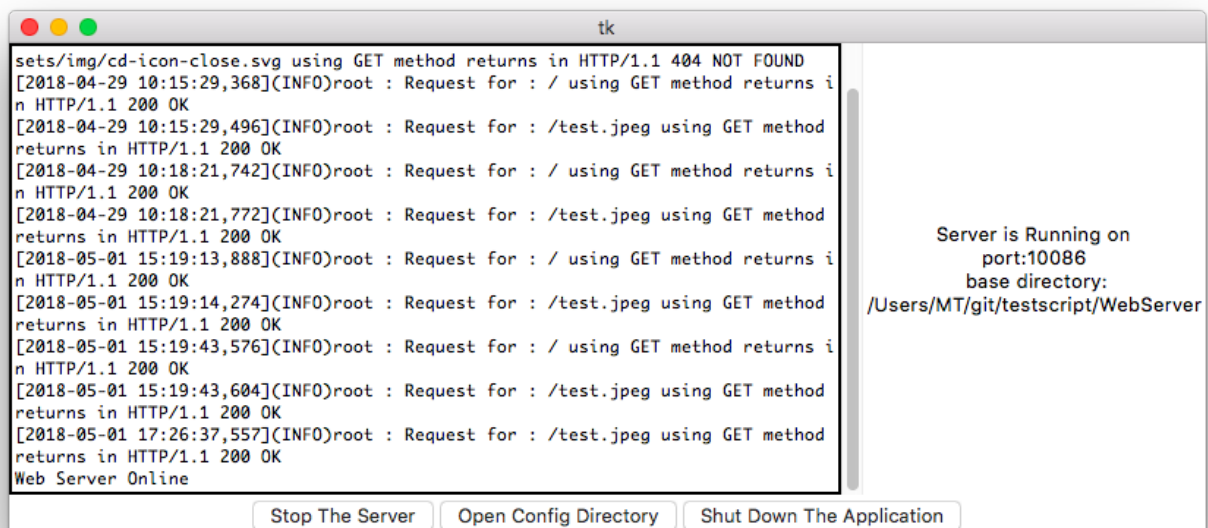 tk
sets/img/cd-icon-close.svg using GET method returns in HTTP/1.1 404 NOT FOUND
[2018-04-29 10:15:29,368](INFO)root : Request for : / using GET method returns i
n HTTP/1.1 200 OK
[2018-04-29 10:15:29,496](INFO)root : Request for : /test.jpeg using GET method
returns in HTTP/1.1 200 OK
[2018-04-29 10:18:21,742](INFO)root : Request for : / using GET method returns i
n HTTP/1.1 200 OK
[2018-04-29 10:18:21,772](INFO)root : Request for : /test.jpeg using GET method
returns in HTTP/1.1 200 OK
[2018-05-01 15:19:13,888](INFO)root : Request for : / using GET method returns i
n HTTP/1.1 200 OK
[2018-05-01 15:19:14,274](INFO)root : Request for : /test.jpeg using GET method
returns in HTTP/1.1 200 OK
[2018-05-01 15:19:43,576](INFO)root : Request for : / using GET method returns i
n HTTP/1.1 200 OK
[2018-05-01 15:19:43,604](INFO)root : Request for : /test.jpeg using GET method
returns in HTTP/1.1 200 OK
[2018-05-01 17:26:37,557](INFO)root : Request for : /test.jpeg using GET method
returns in HTTP/1.1 200 OK
Web Server Online
Server is Running on
port:10086
base directory:
/Users/MT/git/testscript/WebServer
Stop The Server
Open Config Directory
Shut Down The Application